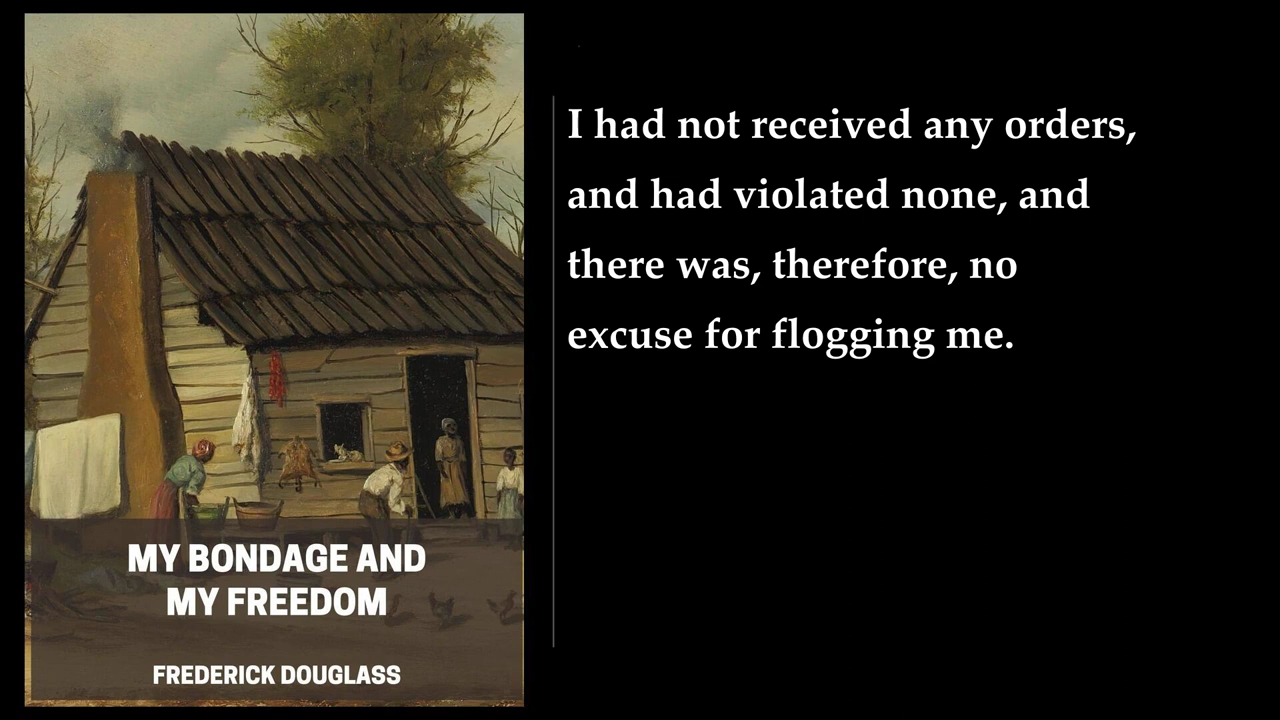 I had not received any orders,
and had violated none, and
there was, therefore, no
excuse for flogging me.
MY BONDAGE AND
MY FREEDOM
FREDERICK DOUGLASS